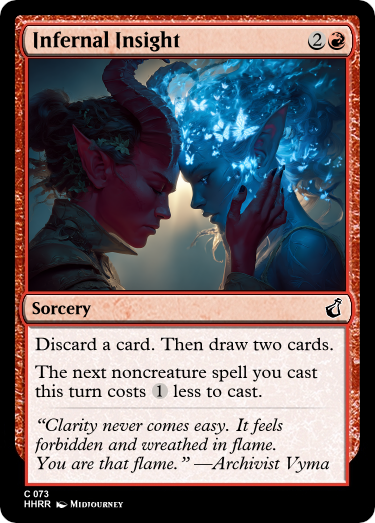 Infernal Insight 2
Sorcery
Discard a card. Then draw two cards.
The next noncreature spell you cast
this turn costs 1 less to cast.
“Clarity never comes easy. It feels
forbidden and wreathed in flame.
You are that flame.” —Archivist Vyma
C 073
HHRR Midjourney